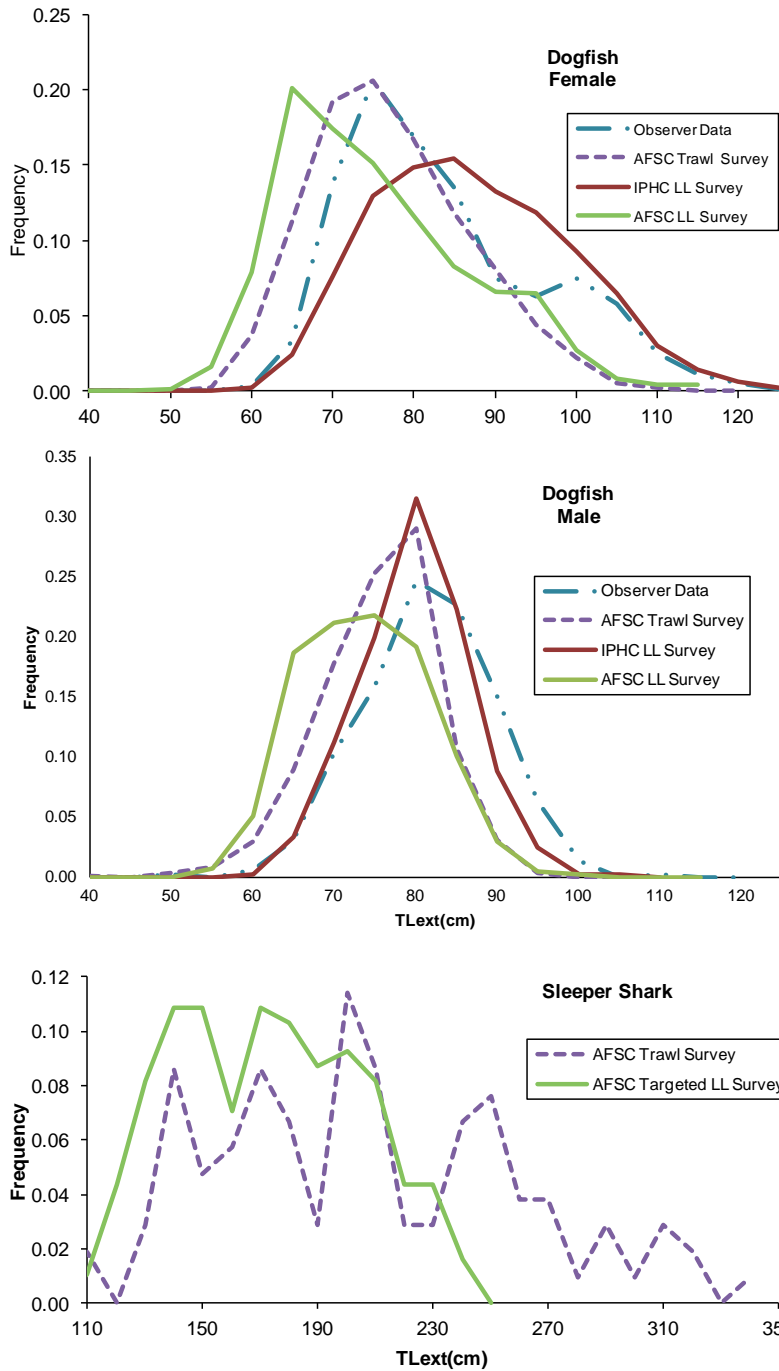 0.25
0.20
0.15
0.10
0.05
0.00
Frequency
Dogfish
Female
Observer Data
AFSC Trawl Survey
IPHC LL Survey
AFSC LL Survey
40 50 60 70 80 90 100 110 120
0.35
0.30
0.25
0.20
0.15
0.10
0.05
0.00
Frequency
Dogfish
Male
Observer Data
AFSC Trawl Survey
IPHC LL Survey
AFSC LL Survey
40 50 60 70 80 90 100 110 120
TLext(cm)
0.12
0.10
0.08
0.06
0.04
0.02
0.00
Frequency
Sleeper Shark
AFSC Trawl Survey
AFSC Targeted LL Survey
110 150 190 230 270 310
TLext(cm)